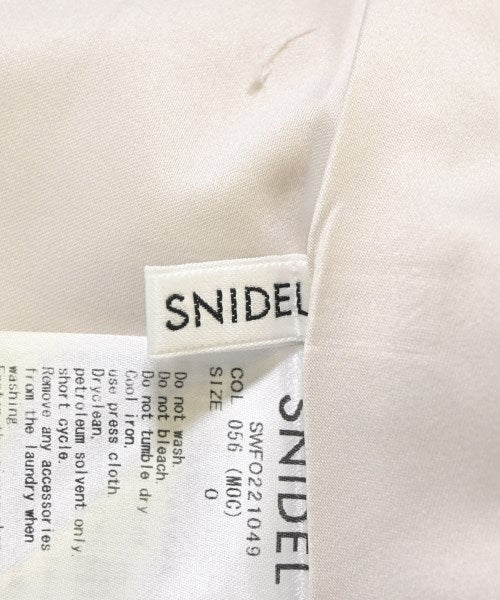 SNIDEL
SNIDEL
SWFO221049
COL 056 (MOC)
SIZE 0
Do not wash.
Do not bleach.
Do not tumble dry
Cool iron,
use press cloth.
Dryclean,
petroleum solvent only.
short cycle.
Remove any accessories
from the laundry when
washing.